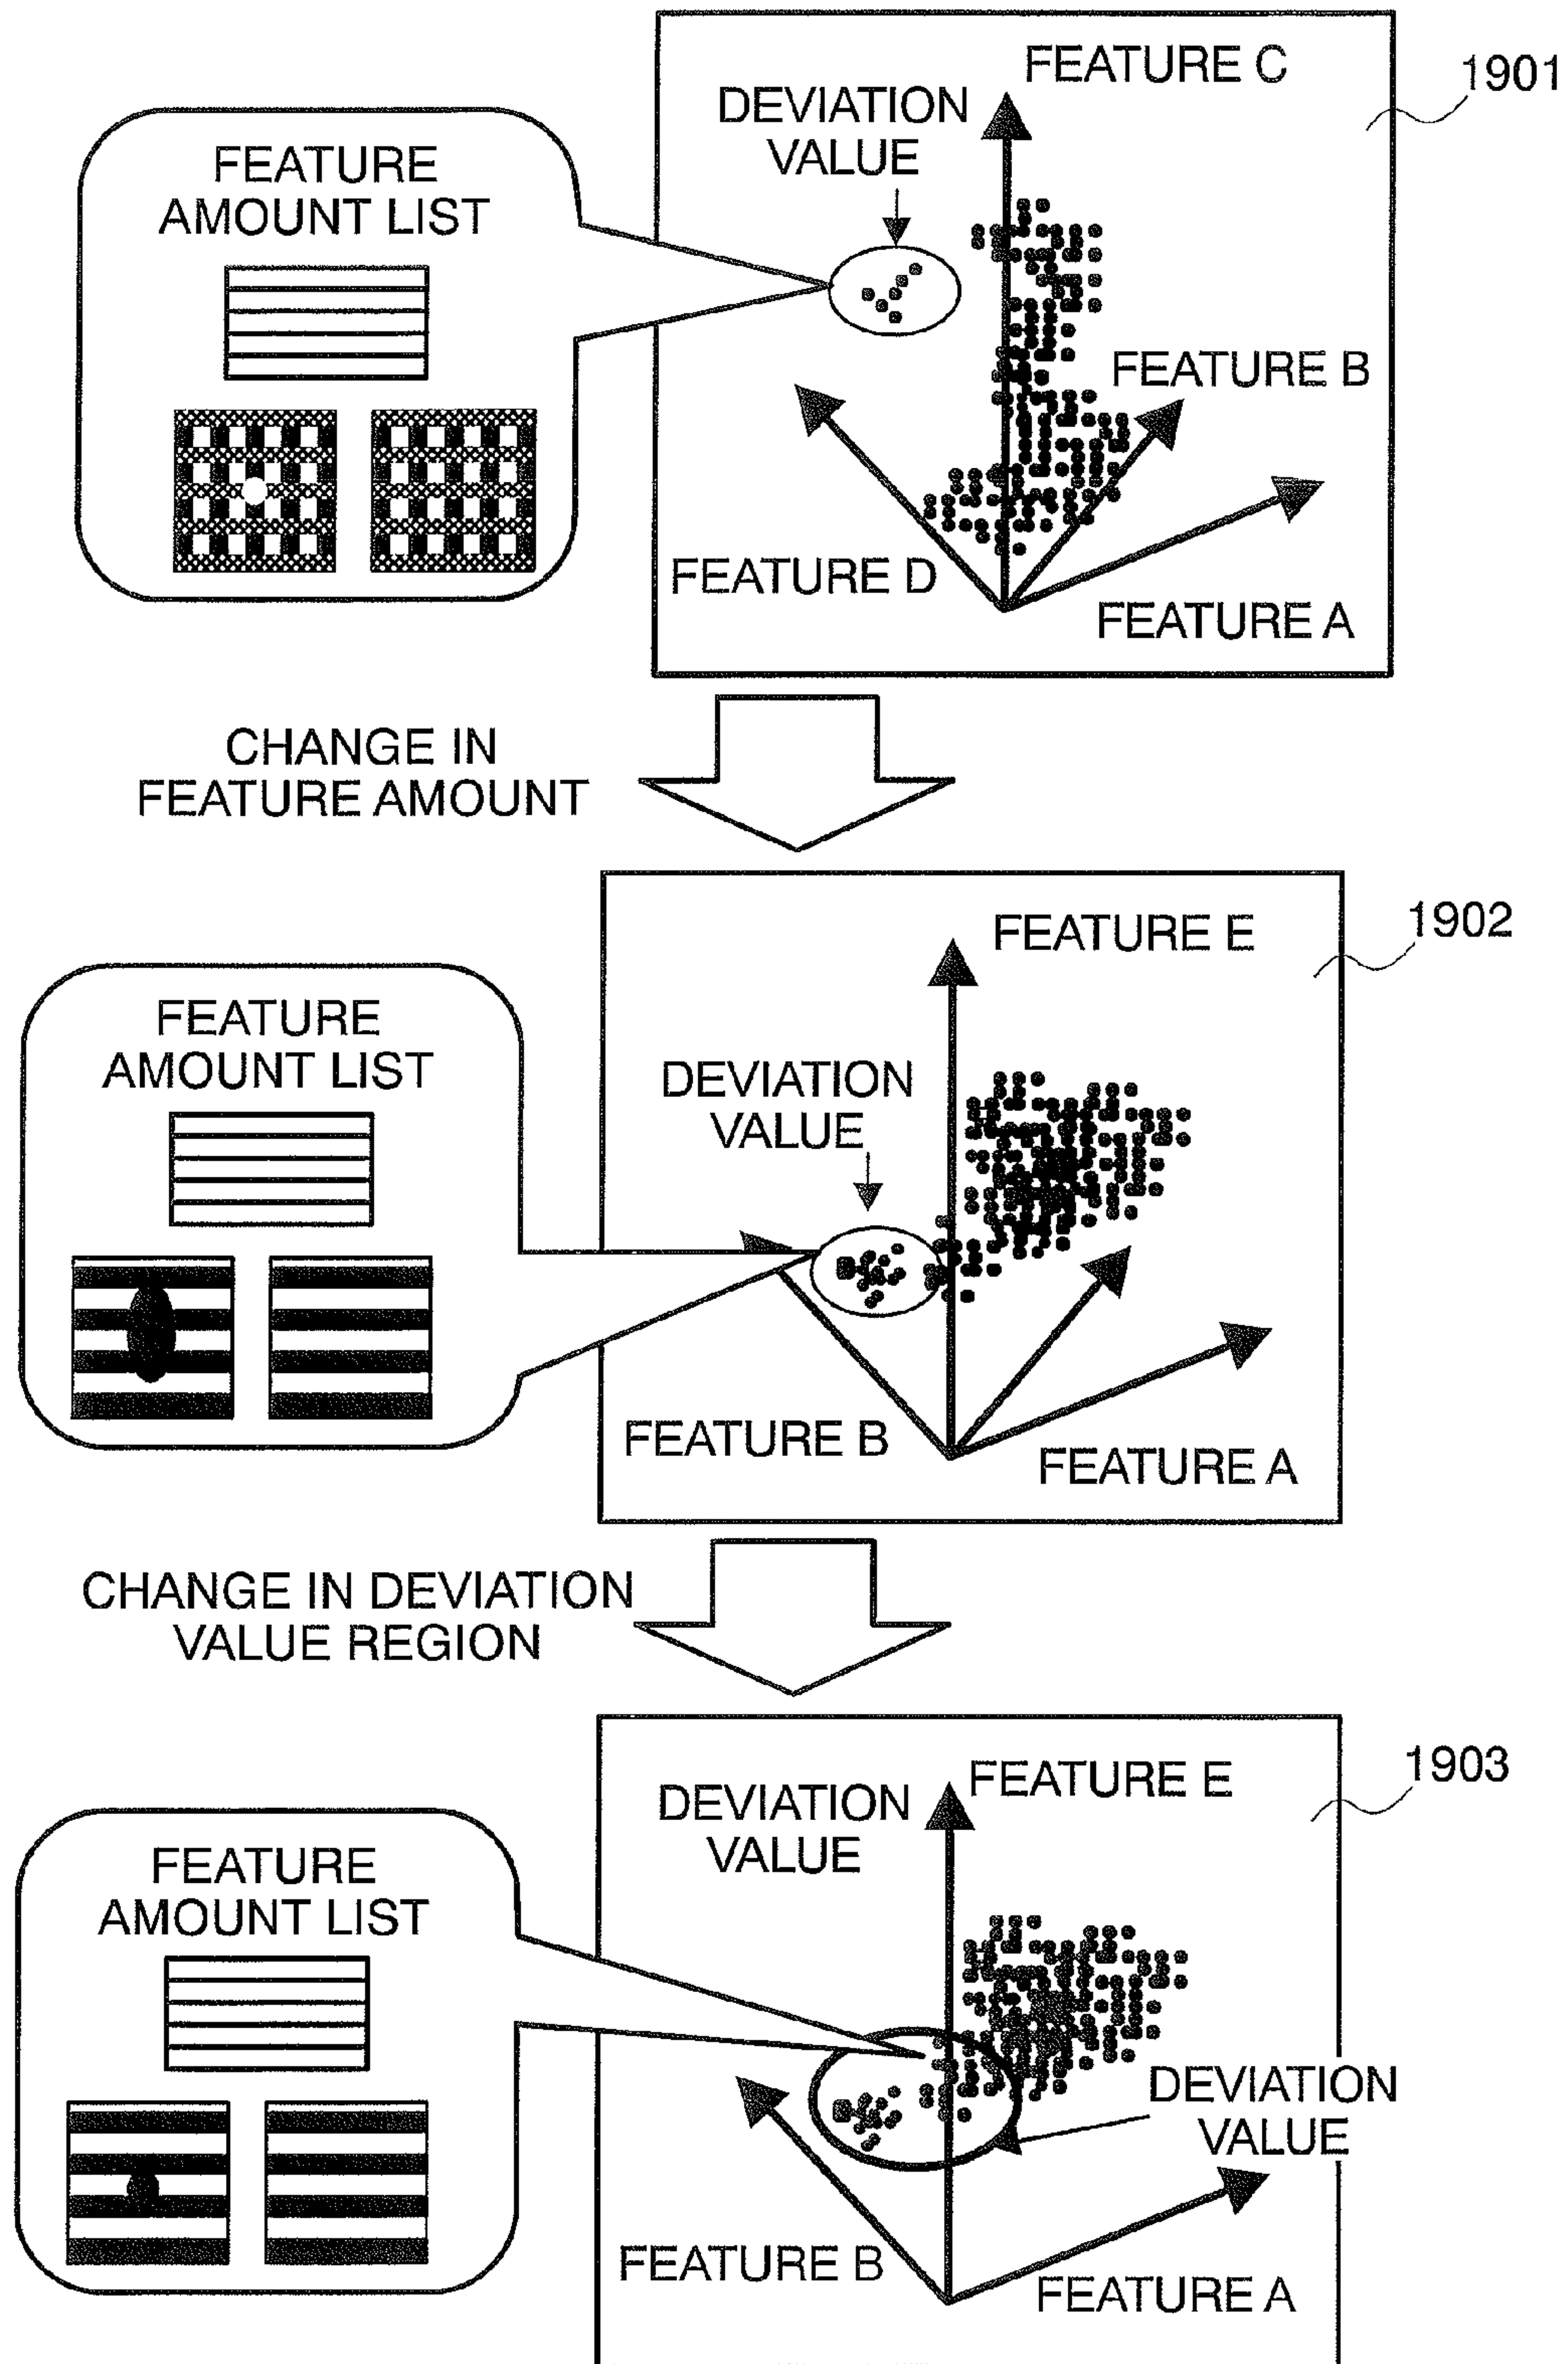 FEATURE C
1901
DEVIATION
VALUE
FEATURE
AMOUNT LIST
FEATURE B
FEATURE D
FEATURE A
CHANGE IN
FEATURE AMOUNT
FEATURE E
1902
FEATURE
AMOUNT LIST
DEVIATION
VALUE
FEATURE B
FEATURE A
CHANGE IN DEVIATION
VALUE REGION
FEATURE E
1903
DEVIATION
VALUE
FEATURE
AMOUNT LIST
DEVIATION
VALUE
FEATURE B
FEATURE A